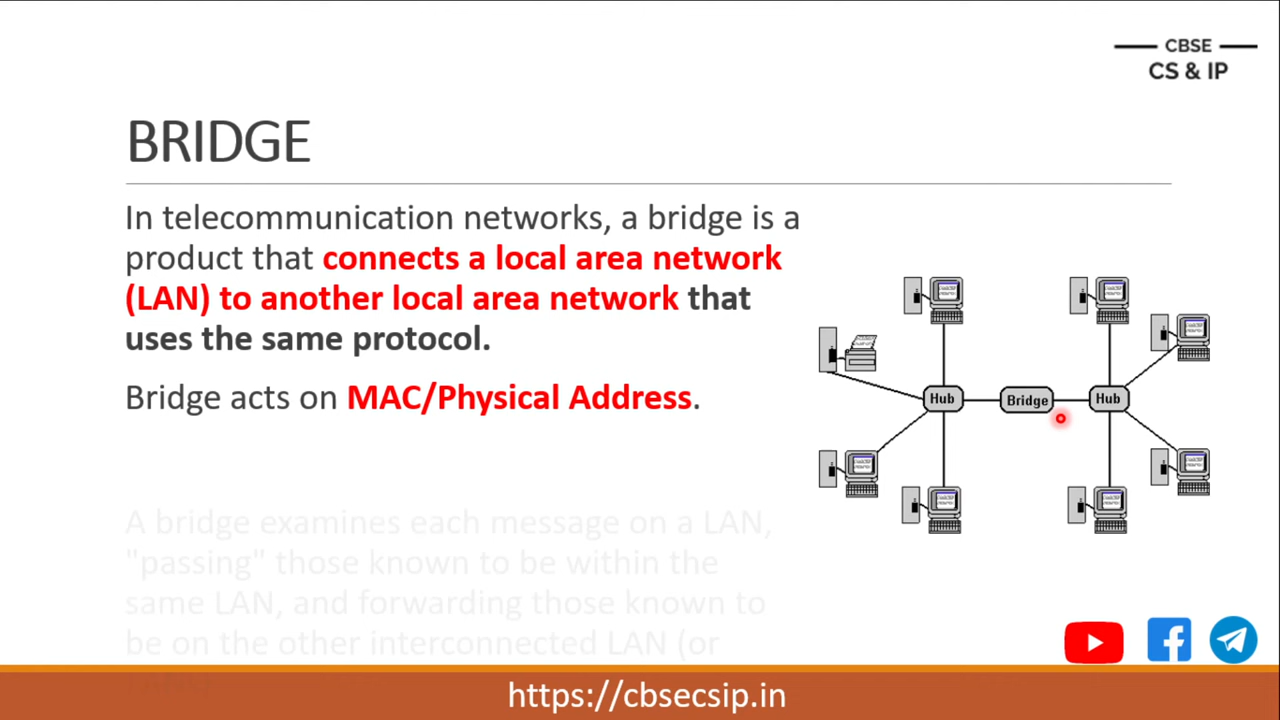 CBSE
CS & IP
BRIDGE
In telecommunication networks, a bridge is a
product that connects a local area network
(LAN) to another local area network that
uses the same protocol.
Bridge acts on MAC/Physical Address.
Hub
Bridge
Hub
A bridge examines each message on a LAN,
"passing" those known to be within the
same LAN, and forwarding those known to
be on the other interconnected LAN (or
https://cbsecsip.in